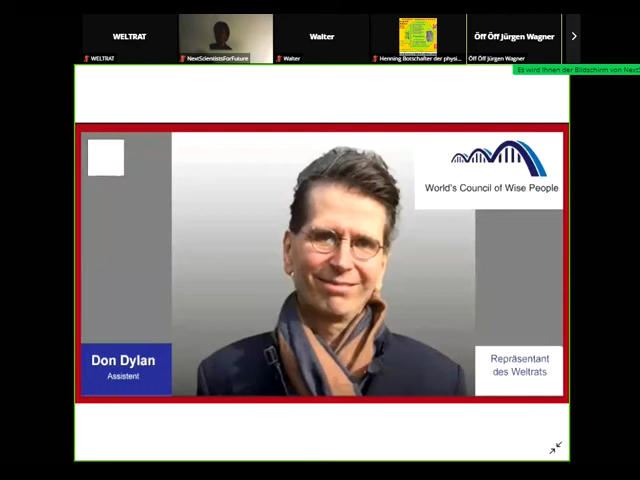 WELTRAT
Walter
Öff Öff Jürgen Wagner
WELTRAT
NextScientistsForFuture
Walter
Henning Botschafter der physi...
Öff Öff Jürgen Wagner
Es wird Ihnen der Bildschirm von Next
World's Council of Wise People
Don Dylan
Assistent
Repräsentant
des Weltrats